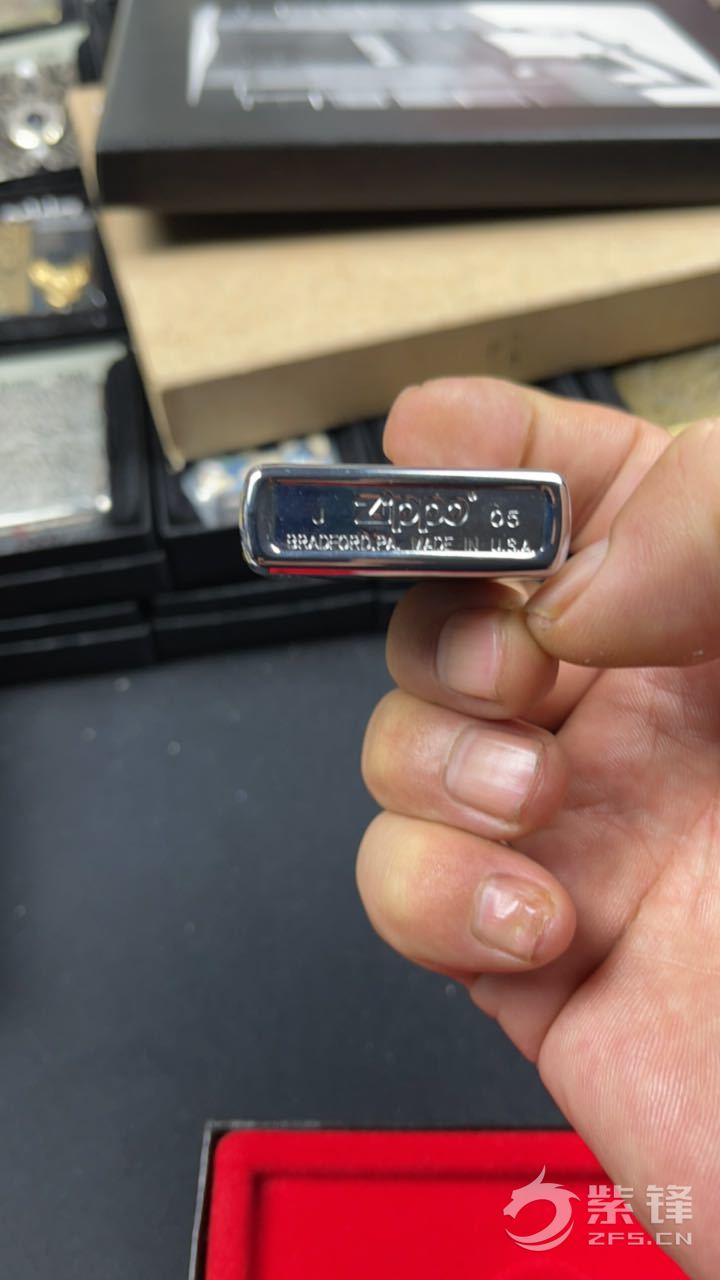 J Zippo® 05
BRADFORD,PA. MADE IN U.S.A.
紫锋
ZFS.CN